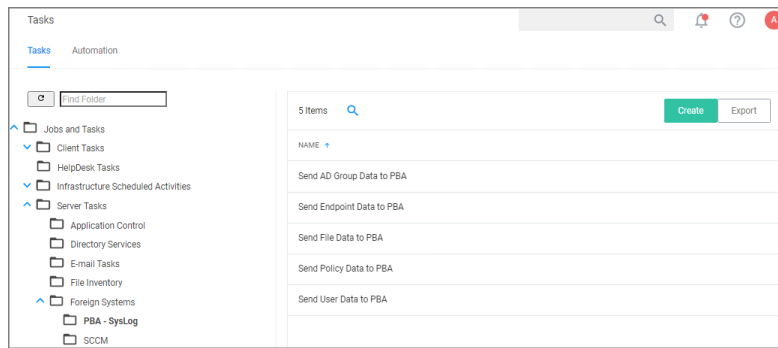 Tasks
A
Tasks Automation
Find Folder
Jobs and Tasks
Client Tasks
HelpDesk Tasks
Infrastructure Scheduled Activities
Server Tasks
Application Control
Directory Services
E-mail Tasks
File Inventory
Foreign Systems
PBA - SysLog
SCCM
5 Items
Create Export
NAME
Send AD Group Data to PBA
Send Endpoint Data to PBA
Send File Data to PBA
Send Policy Data to PBA
Send User Data to PBA